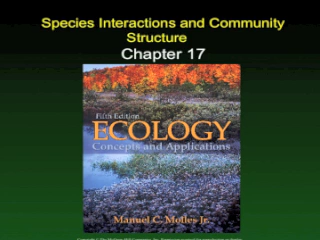 Species Interactions and Community
Structure
Chapter 17
Fifth Edition
ECOLOGY
Concepts and Applications
Manuel C. Molles Jr.